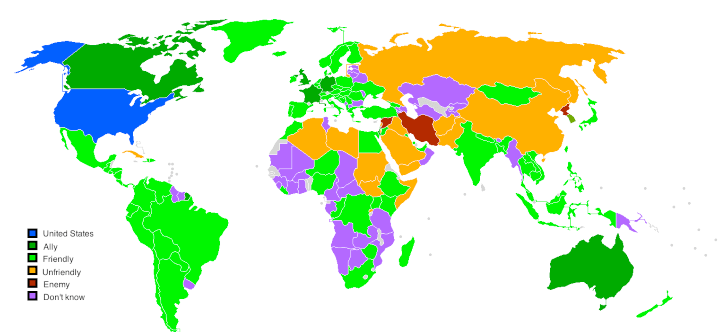 United States
Ally
Friendly
Unfriendly
Enemy
Don't know